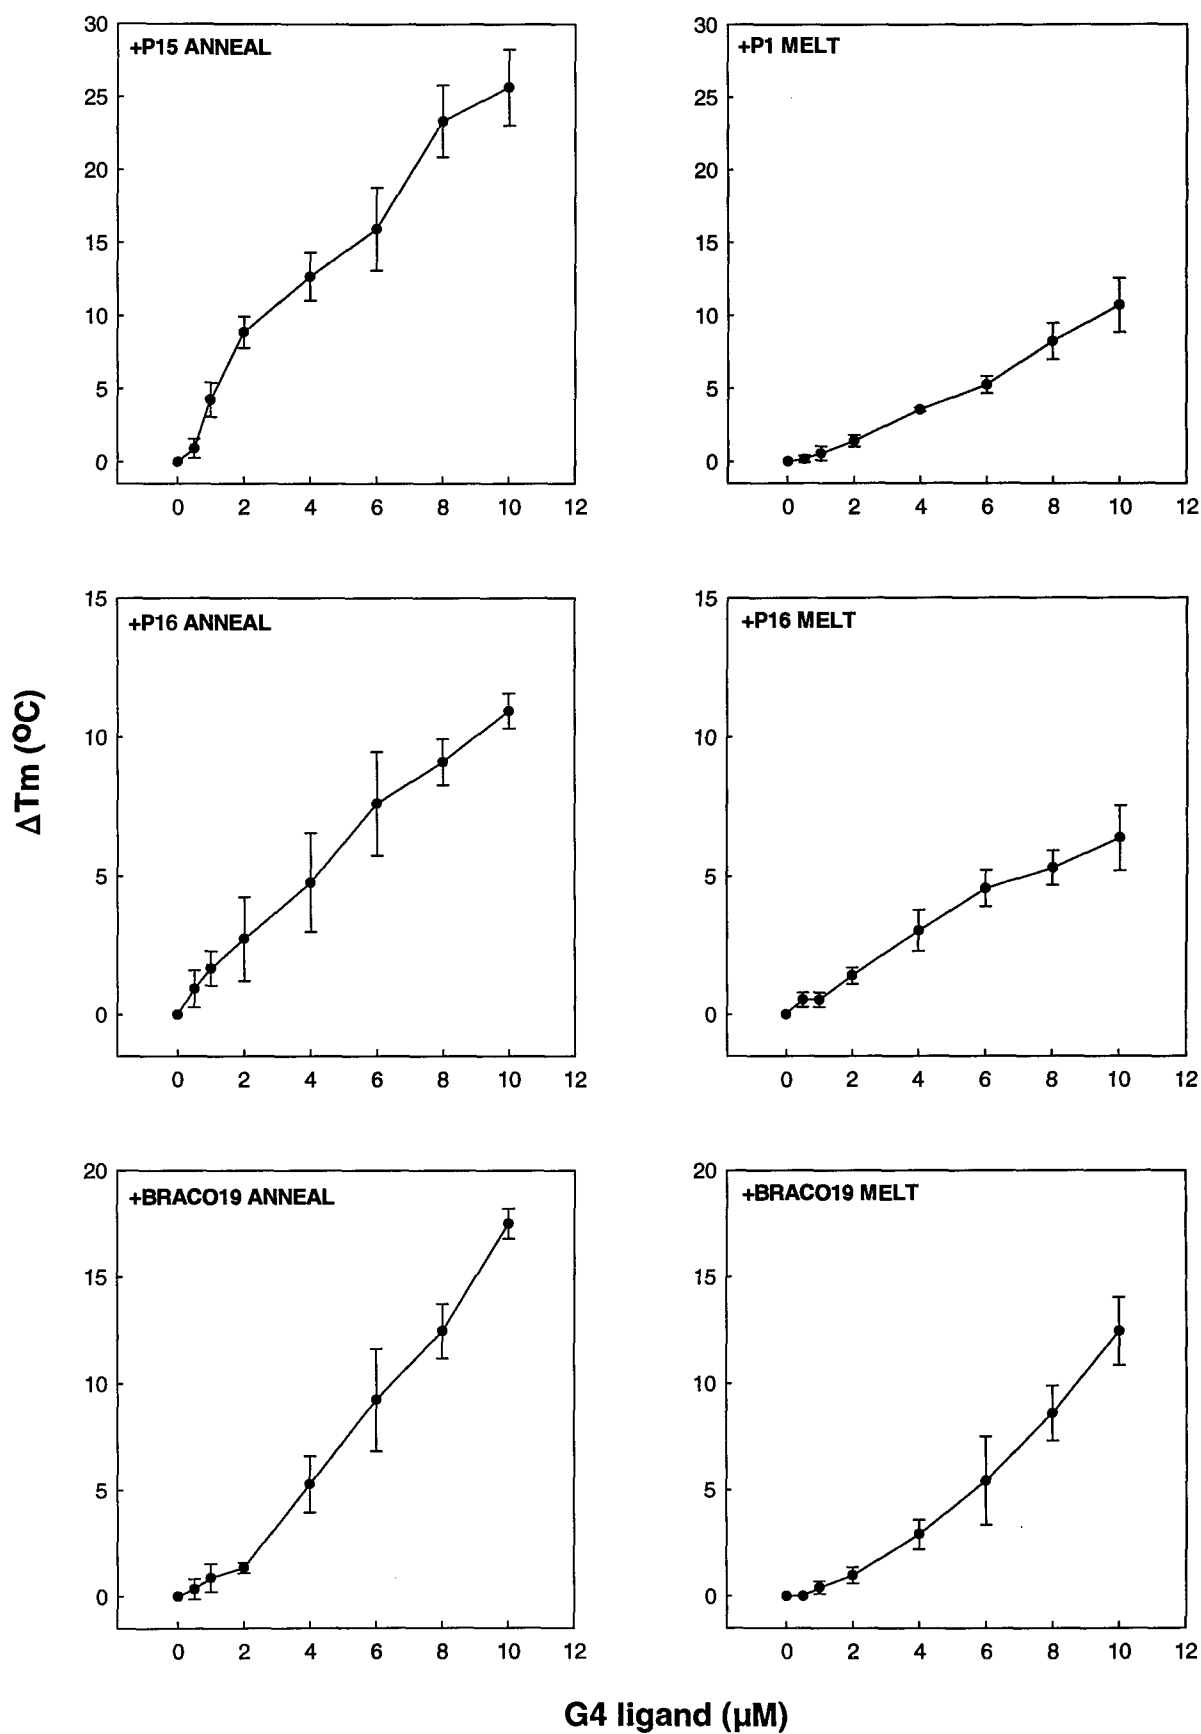 +P15 ANNEAL
30
25
20
15
10
5
0
0 2 4 6 8 10 12
+P1 MELT
30
25
20
15
10
5
0
0 2 4 6 8 10 12
+P16 ANNEAL
15
10
5
0
0 2 4 6 8 10 12
+P16 MELT
15
10
5
0
0 2 4 6 8 10 12
ΔTm (ºC)
+BRACO19 ANNEAL
20
15
10
5
0
0 2 4 6 8 10 12
+BRACO19 MELT
20
15
10
5
0
0 2 4 6 8 10 12
G4 ligand (µM)